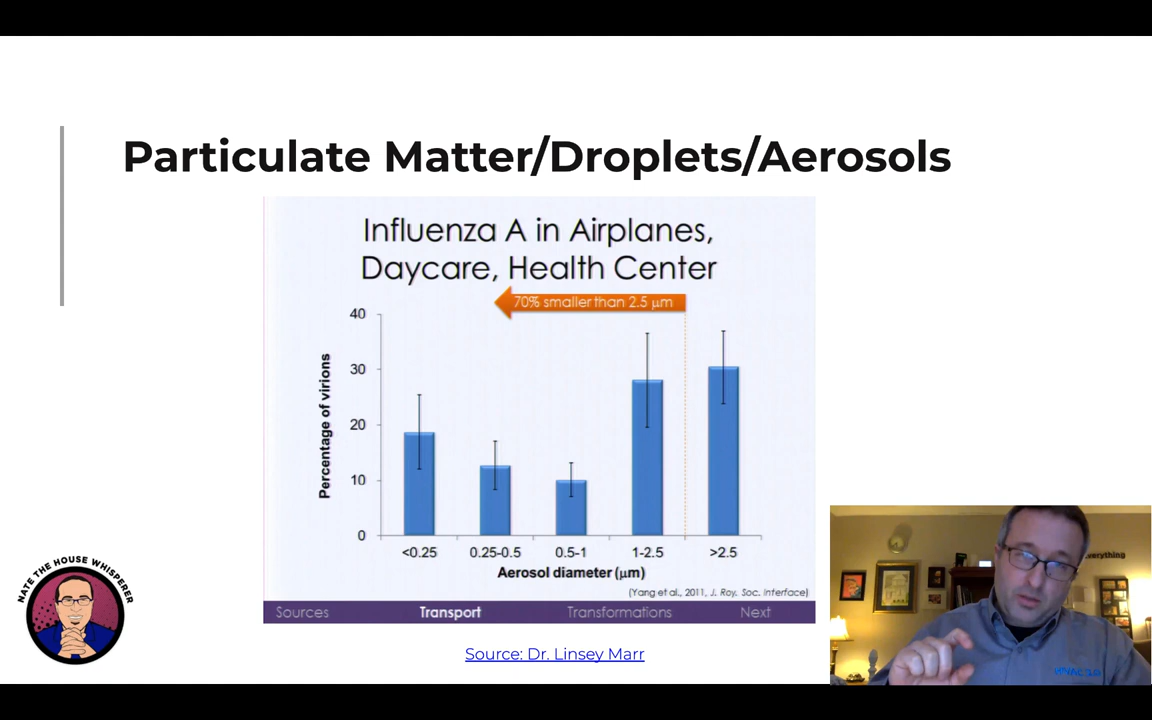 Particulate Matter/Droplets/Aerosols
Influenza A in Airplanes,
Daycare, Health Center
70% smaller than 2.5 µm
40
30
20
10
0
Percentage of virions
<0.25 0.25-0.5 0.5-1 1-2.5 >2.5
Aerosol diameter (µm)
(Yang et al., 2011, J. Roy. Soc. Interface)
Sources Transport Transformations Next
Source: Dr. Linsey Marr
NATE THE HOUSE WHISPERER
everything